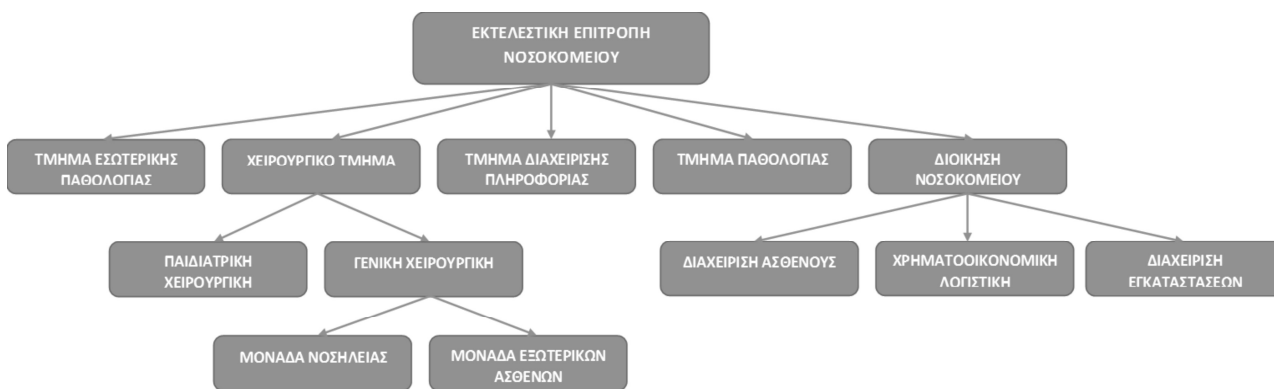 ΕΚΤΕΛΕΣΤΙΚΗ ΕΠΙΤΡΟΠΗ
ΝΟΣΟΚΟΜΕΙΟΥ
ΤΜΗΜΑ ΕΣΩΤΕΡΙΚΗΣ
ΠΑΘΟΛΟΓΙΑΣ
ΧΕΙΡΟΥΡΓΙΚΟ ΤΜΗΜΑ
ΤΜΗΜΑ ΔΙΑΧΕΙΡΙΣΗΣ
ΠΛΗΡΟΦΟΡΙΑΣ
ΤΜΗΜΑ ΠΑΘΟΛΟΓΙΑΣ
ΔΙΟΙΚΗΣΗ
ΝΟΣΟΚΟΜΕΙΟΥ
ΠΑΙΔΙΑΤΡΙΚΗ
ΧΕΙΡΟΥΡΓΙΚΗ
ΓΕΝΙΚΗ ΧΕΙΡΟΥΡΓΙΚΗ
ΔΙΑΧΕΙΡΙΣΗ ΑΣΘΕΝΟΥΣ
ΧΡΗΜΑΤΟΟΙΚΟΝΟΜΙΚΗ
ΛΟΓΙΣΤΙΚΗ
ΔΙΑΧΕΙΡΙΣΗ
ΕΓΚΑΤΑΣΤΑΣΕΩΝ
ΜΟΝΑΔΑ ΝΟΣΗΛΕΙΑΣ
ΜΟΝΑΔΑ ΕΞΩΤΕΡΙΚΩΝ
ΑΣΘΕΝΩΝ